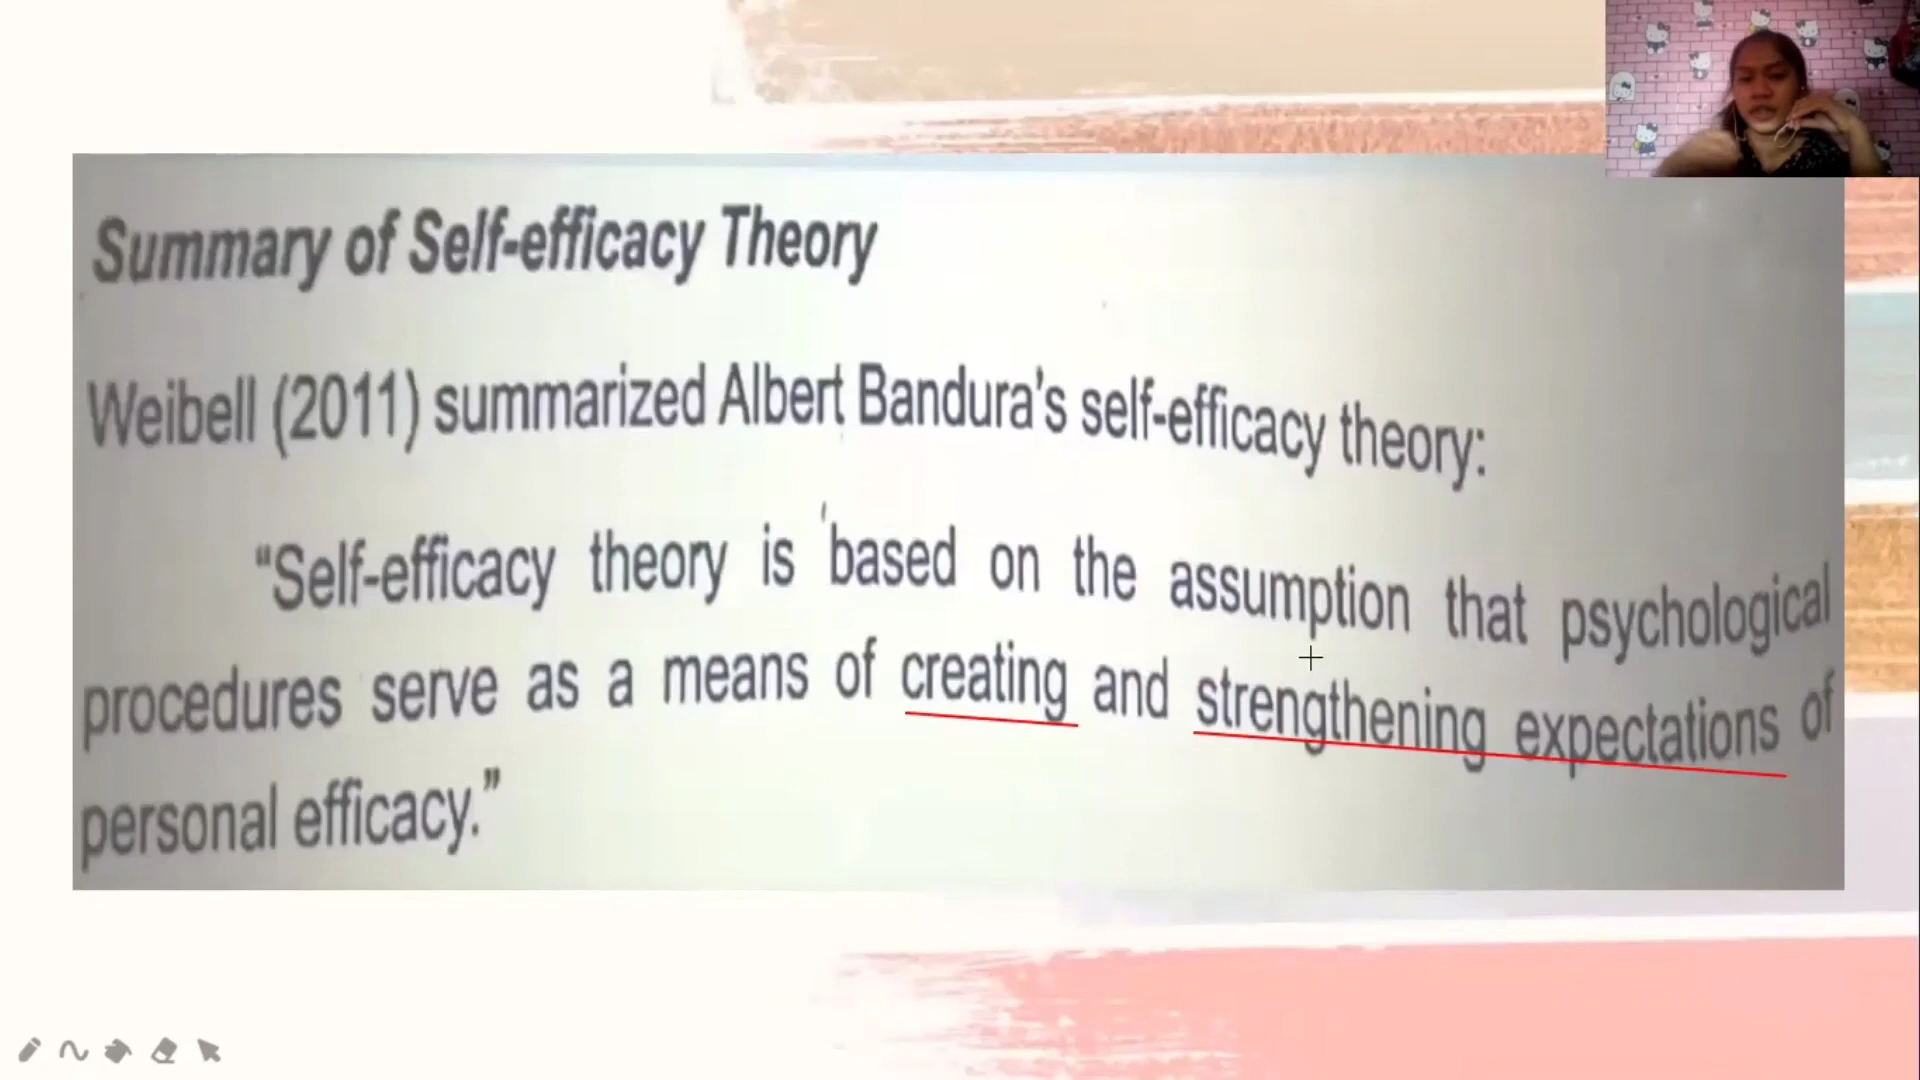 Summary of Self-efficacy Theory
Weibell (2011) summarized Albert Bandura's self-efficacy theory:
“Self-efficacy theory is based on the assumption that psychological
procedures serve as a means of creating and strengthening expectations of
personal efficacy.”